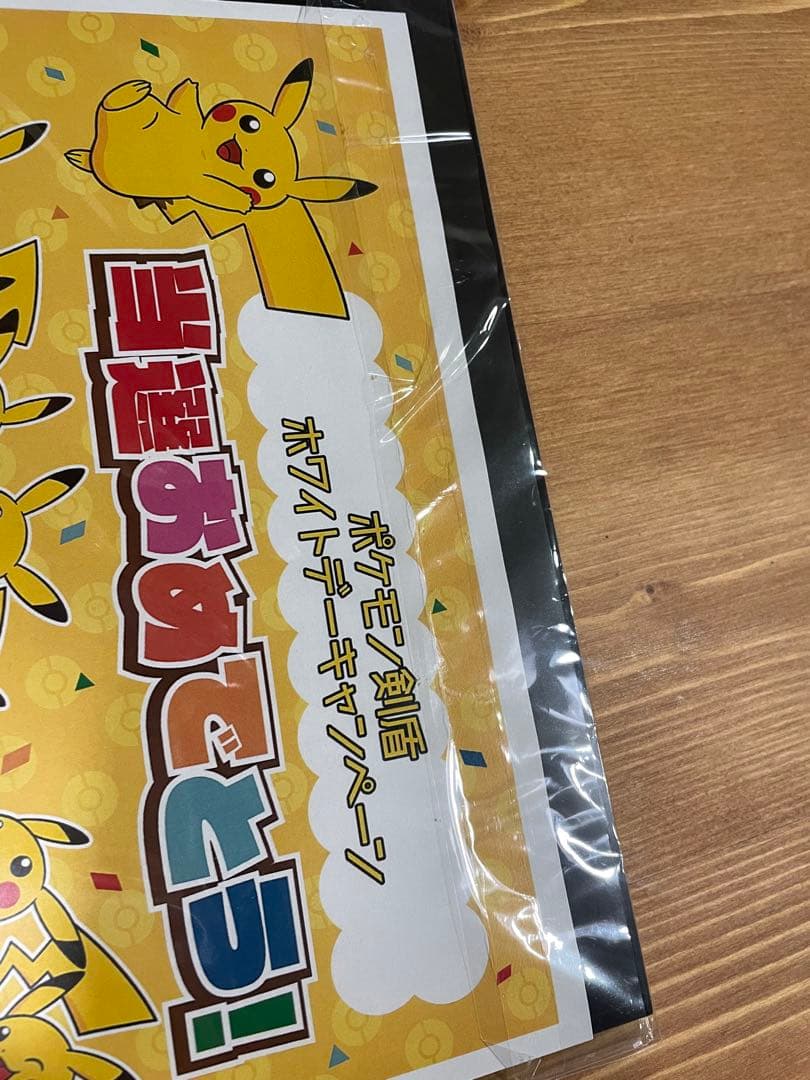 ポケモン剣盾
ホワイトデーキャンペーン
当選おめでとう!